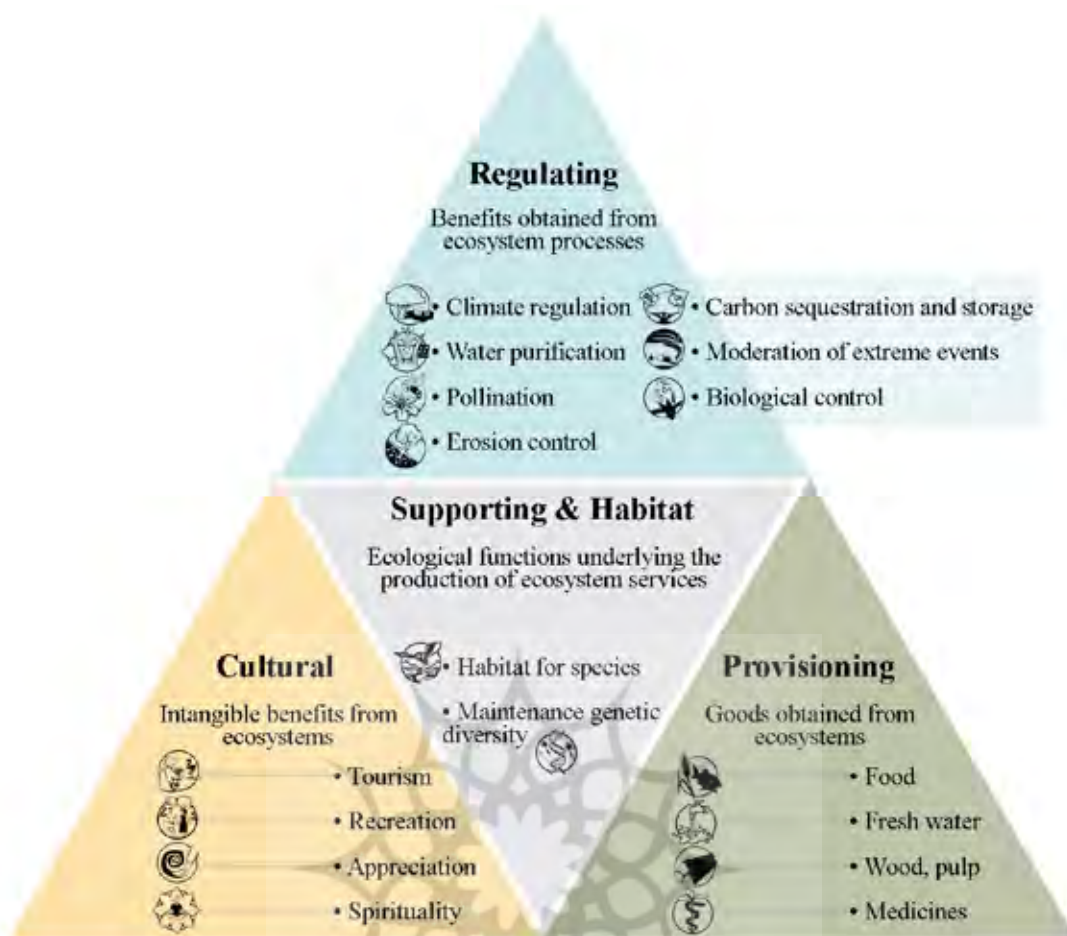 Regulating
Benefits obtained from
ecosystem processes
• Climate regulation
• Carbon sequestration and storage
• Water purification
• Moderation of extreme events
• Pollination
• Biological control
• Erosion control
Supporting & Habitat
Ecological functions underlying the
production of ecosystem services
• Habitat for species
• Maintenance genetic
diversity
Cultural
Intangible benefits from
ecosystems
• Tourism
• Recreation
• Appreciation
• Spirituality
Provisioning
Goods obtained from
ecosystems
• Food
• Fresh water
• Wood, pulp
• Medicines